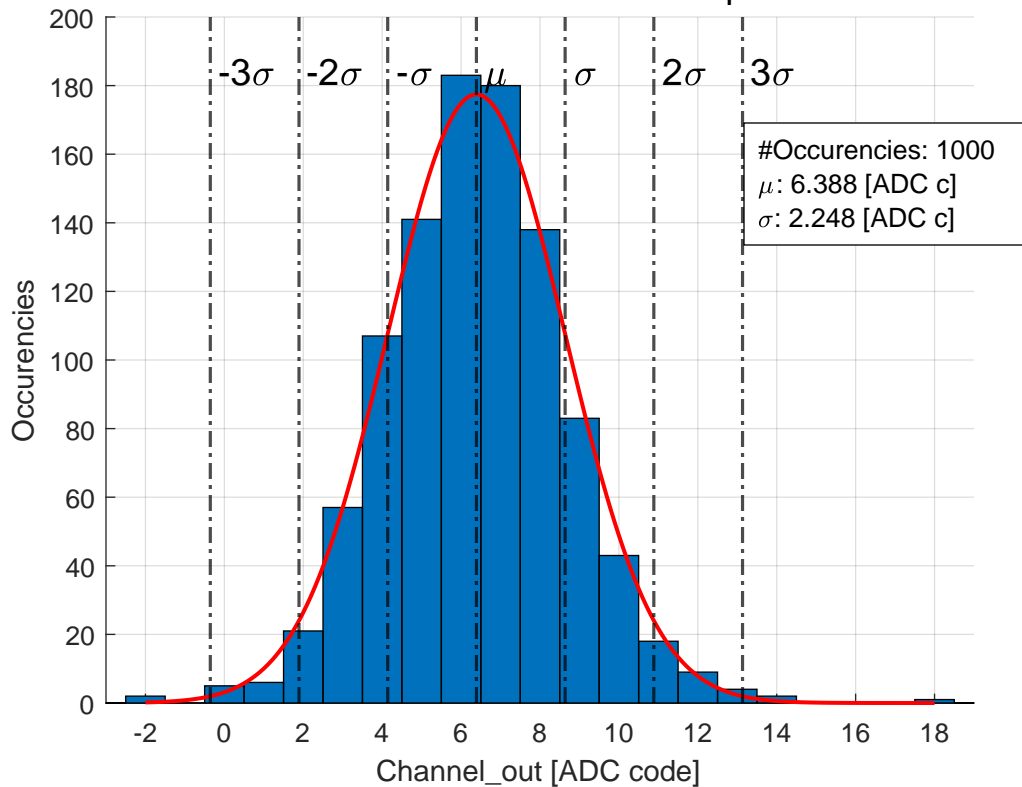 200
180
160
140
120
100
80
60
40
20
0
-3σ -2σ -σ μ σ 2σ 3σ
#Occurencies: 1000
μ: 6.388 [ADC c]
σ: 2.248 [ADC c]
Occurencies
-2 0 2 4 6 8 10 12 14 16 18
Channel_out [ADC code]